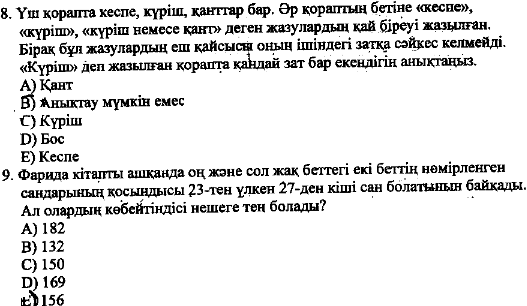 8. Үш қорапта кеспе, күріш, қанттар бар. Әр қораптың бетіне «кеспе»,
«күріш», «күріш немесе қант» деген жазулардың қай біреуі жазылған.
Бірақ бұл жазулардың еш қайсысы оның ішіндегі затқа сәйкес келмейді.
«Күріш» деп жазылған қорапта қандай зат бар екендігін анықтаңыз.
A) Қант
B) Анықтау мүмкін емес
C) Күріш
D) Бос
E) Кеспе
9. Фарида кітапты ашқанда оң және сол жақ беттегі екі беттің нөмірленген
сандарының қосындысы 23-тен үлкен 27-ден кіші сан болатынын байқады.
Ал олардың көбейтіндісі нешеге тең болады?
A) 182
B) 132
C) 150
D) 169
E) 156